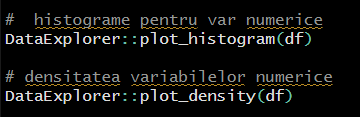 #  histograme pentru var numerice
DataExplorer::plot_histogram(df)
# densitatea variabilelor numerice
DataExplorer::plot_density(df)